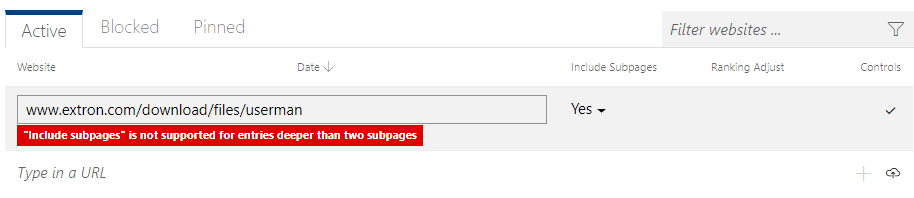 Active Blocked Pinned Filter websites ...
Website Date Include Subpages Ranking Adjust Controls
www.extron.com/download/files/userman Yes
"Include subpages" is not supported for entries deeper than two subpages
Type in a URL